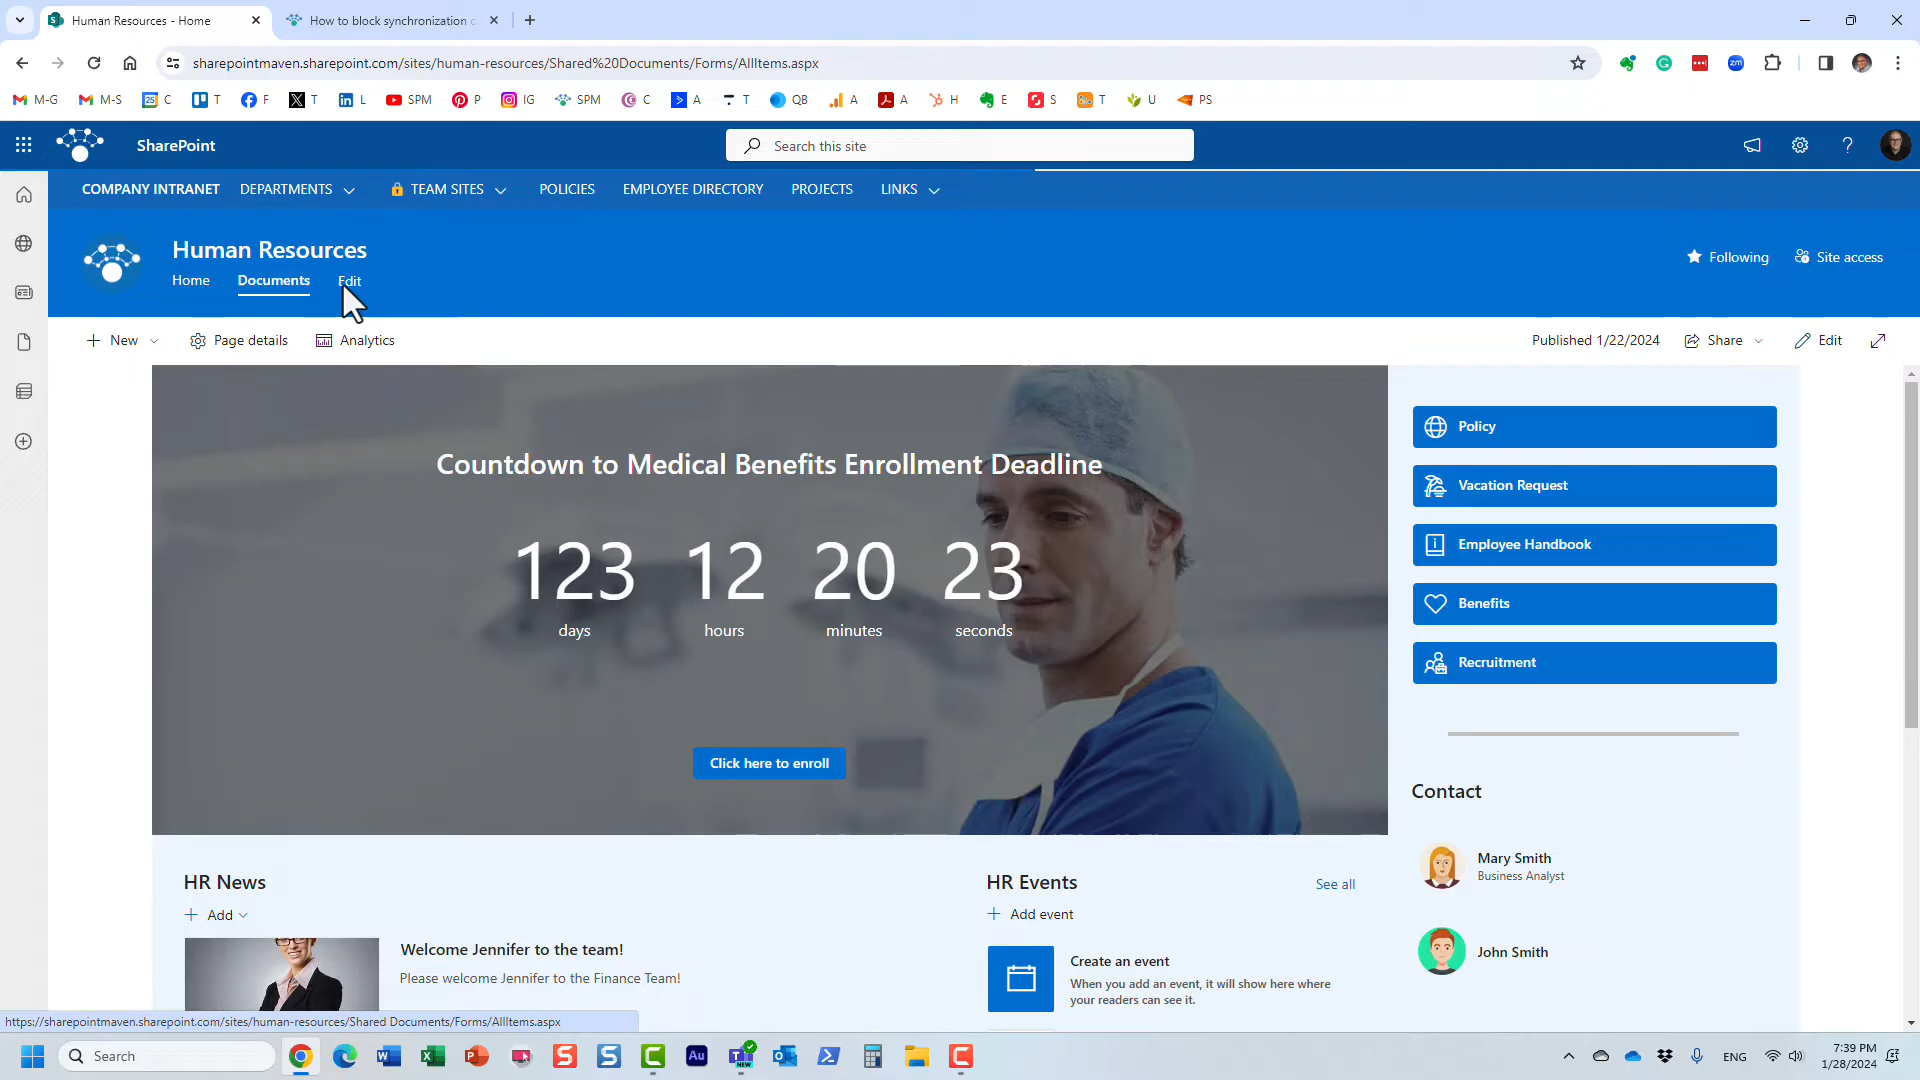 Human Resources - Home
How to block synchronization o
sharepointmaven.sharepoint.com/sites/human-resources/Shared%20Documents/Forms/AllItems.aspx
M-G M-S C T F T L SPM P IG SPM C A T QB A A H E S T U PS
SharePoint
Search this site
COMPANY INTRANET DEPARTMENTS TEAM SITES POLICIES EMPLOYEE DIRECTORY PROJECTS LINKS
Human Resources
Home Documents Edit
Following Site access
New Page details Analytics
Published 1/22/2024 Share Edit
Countdown to Medical Benefits Enrollment Deadline
123 12 20 23
days hours minutes seconds
Click here to enroll
Policy
Vacation Request
Employee Handbook
Benefits
Recruitment
Contact
Mary Smith
Business Analyst
John Smith
HR News
Add
Welcome Jennifer to the team!
Please welcome Jennifer to the Finance Team!
HR Events
See all
Add event
Create an event
When you add an event, it will show here where
your readers can see it.
https://sharepointmaven.sharepoint.com/sites/human-resources/Shared Documents/Forms/AllItems.aspx
Search
ENG
7:39 PM
1/28/2024